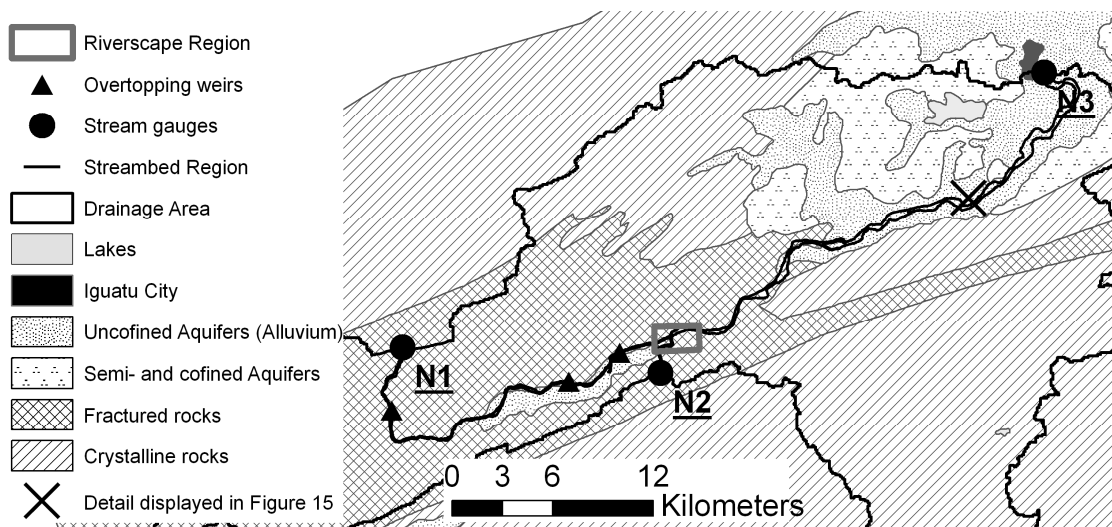 Riverscape Region
Overtopping weirs
Stream gauges
Streambed Region
Drainage Area
Lakes
Iguatu City
Uncofined Aquifers (Alluvium)
Semi- and cofined Aquifers
Fractured rocks
Crystalline rocks
Detail displayed in Figure 15
N3
N1
N2
0 3 6 12
Kilometers